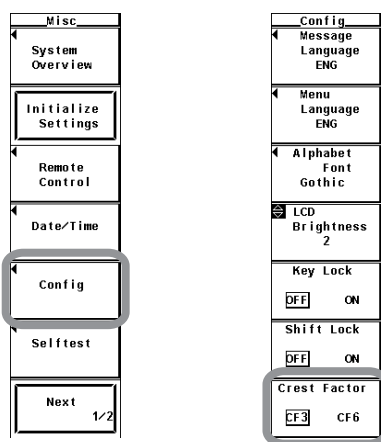 Misc
System
Overview
Initialize
Settings
Remote
Control
Date/Time
Config
Selftest
Next
1/2
Config
Message
Language
ENG
Menu
Language
ENG
Alphabet
Font
Gothic
LCD
Brightness
2
Key Lock
OFF ON
Shift Lock
OFF ON
Crest Factor
CF3 CF6